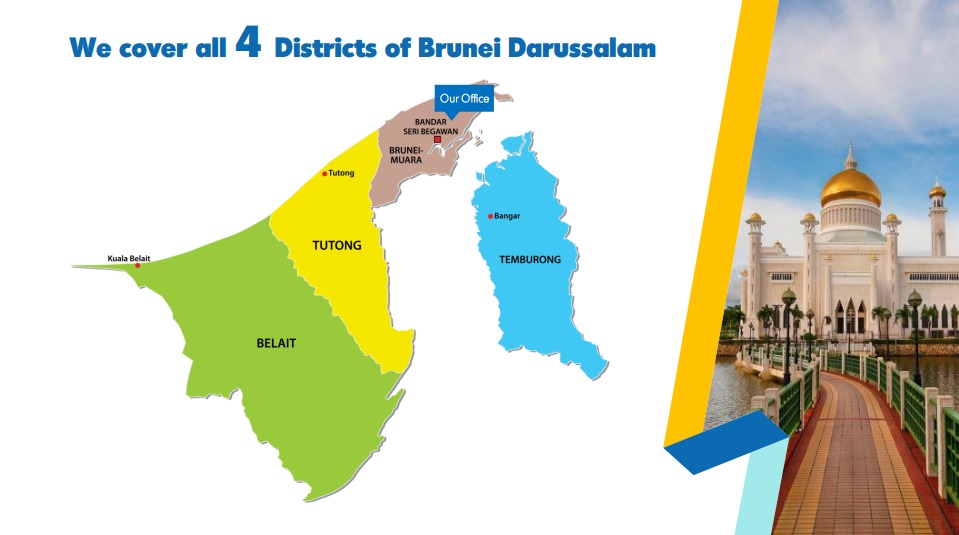 We cover all 4 Districts of Brunei Darussalam
Our Office
BANDAR
SERI BEGAWAN
BRUNEI-
MUARA
Tutong
Bangar
TUTONG
TEMBURONG
Kuala Belait
BELAIT